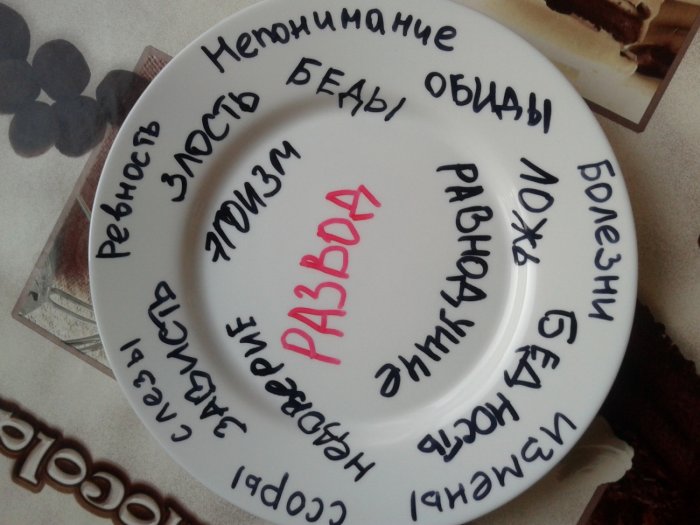 Непонимание
БЕДЫ
ОБИДЫ
Болезни
ЛОЖЬ
РАВНОДУШИЕ
БЕДНОСТЬ
ИЗМЕНЫ
ссоры
НЕДОВЕРИЕ
ЗАВИСТЬ
слезы
Ревность
ЗЛОСТЬ
ЭГОИЗМ
РАЗВОД